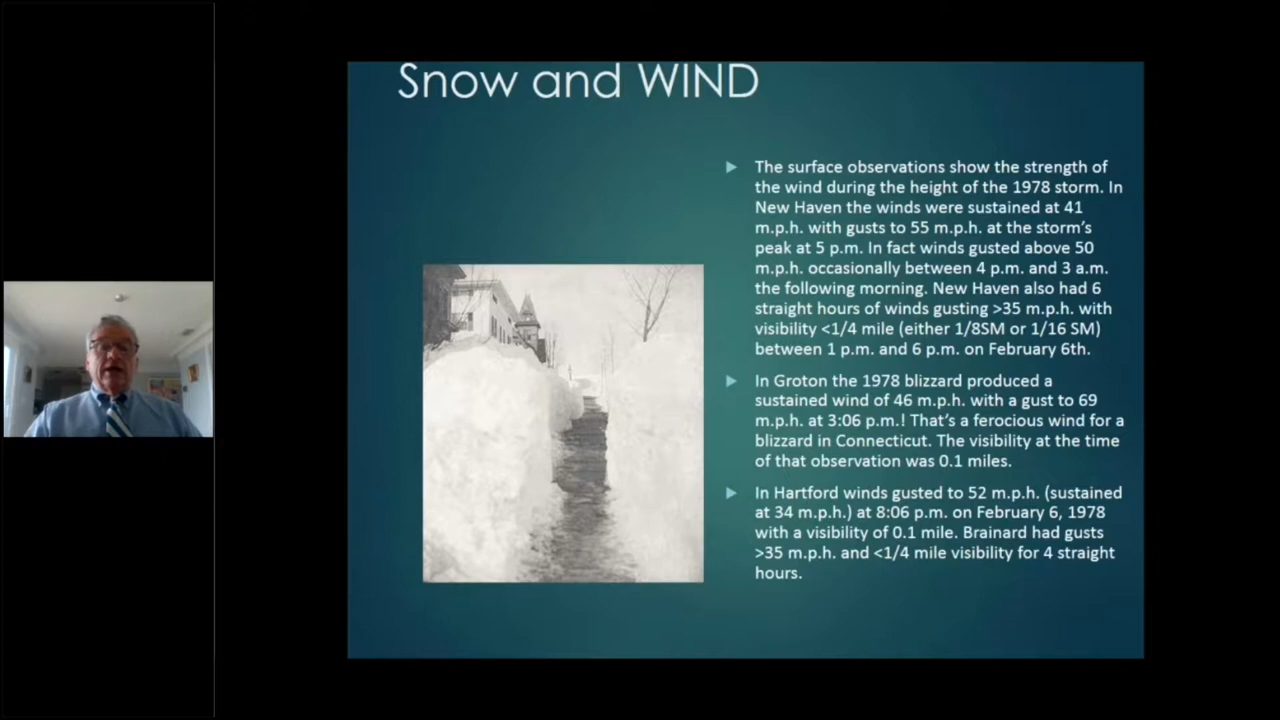 Snow and WIND
The surface observations show the strength of
the wind during the height of the 1978 storm. In
New Haven the winds were sustained at 41
m.p.h. with gusts to 55 m.p.h. at the storm's
peak at 5 p.m. In fact winds gusted above 50
m.p.h. occasionally between 4 p.m. and 3 a.m.
the following morning. New Haven also had 6
straight hours of winds gusting >35 m.p.h. with
visibility <1/4 mile (either 1/8SM or 1/16 SM)
between 1 p.m. and 6 p.m. on February 6th.
In Groton the 1978 blizzard produced a
sustained wind of 46 m.p.h. with a gust to 69
m.p.h. at 3:06 p.m.! That's a ferocious wind for a
blizzard in Connecticut. The visibility at the time
of that observation was 0.1 miles.
In Hartford winds gusted to 52 m.p.h. (sustained
at 34 m.p.h.) at 8:06 p.m. on February 6, 1978
with a visibility of 0.1 mile. Brainard had gusts
>35 m.p.h. and <1/4 mile visibility for 4 straight
hours.